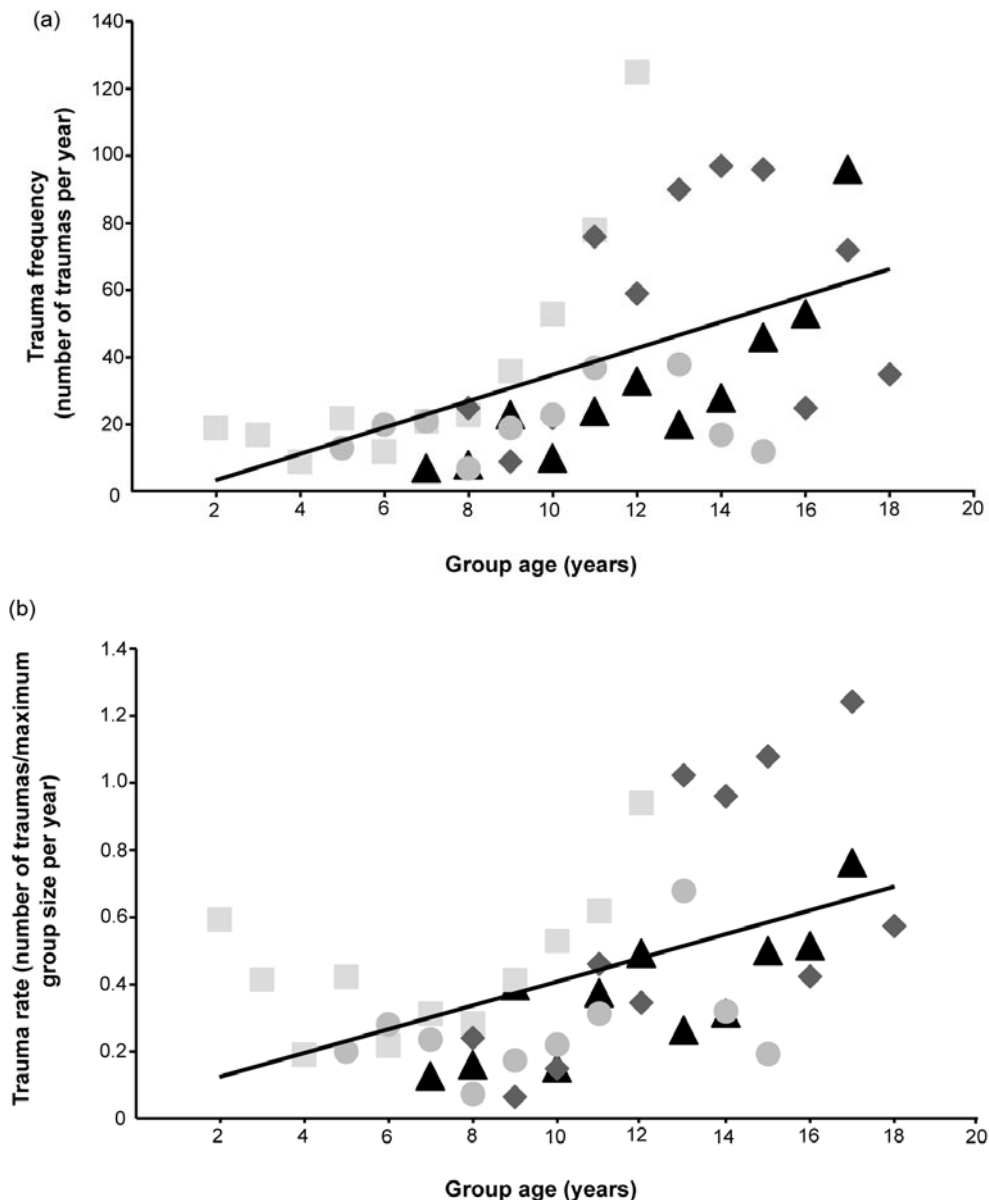 (a)
Trauma frequency
(number of traumas per year)
140
120
100
80
60
40
20
0
2 4 6 8 10 12 14 16 18 20
Group age (years)
(b)
Trauma rate (number of traumas/maximum
group size per year)
1.4
1.2
1.0
0.8
0.6
0.4
0.2
0
2 4 6 8 10 12 14 16 18 20
Group age (years)